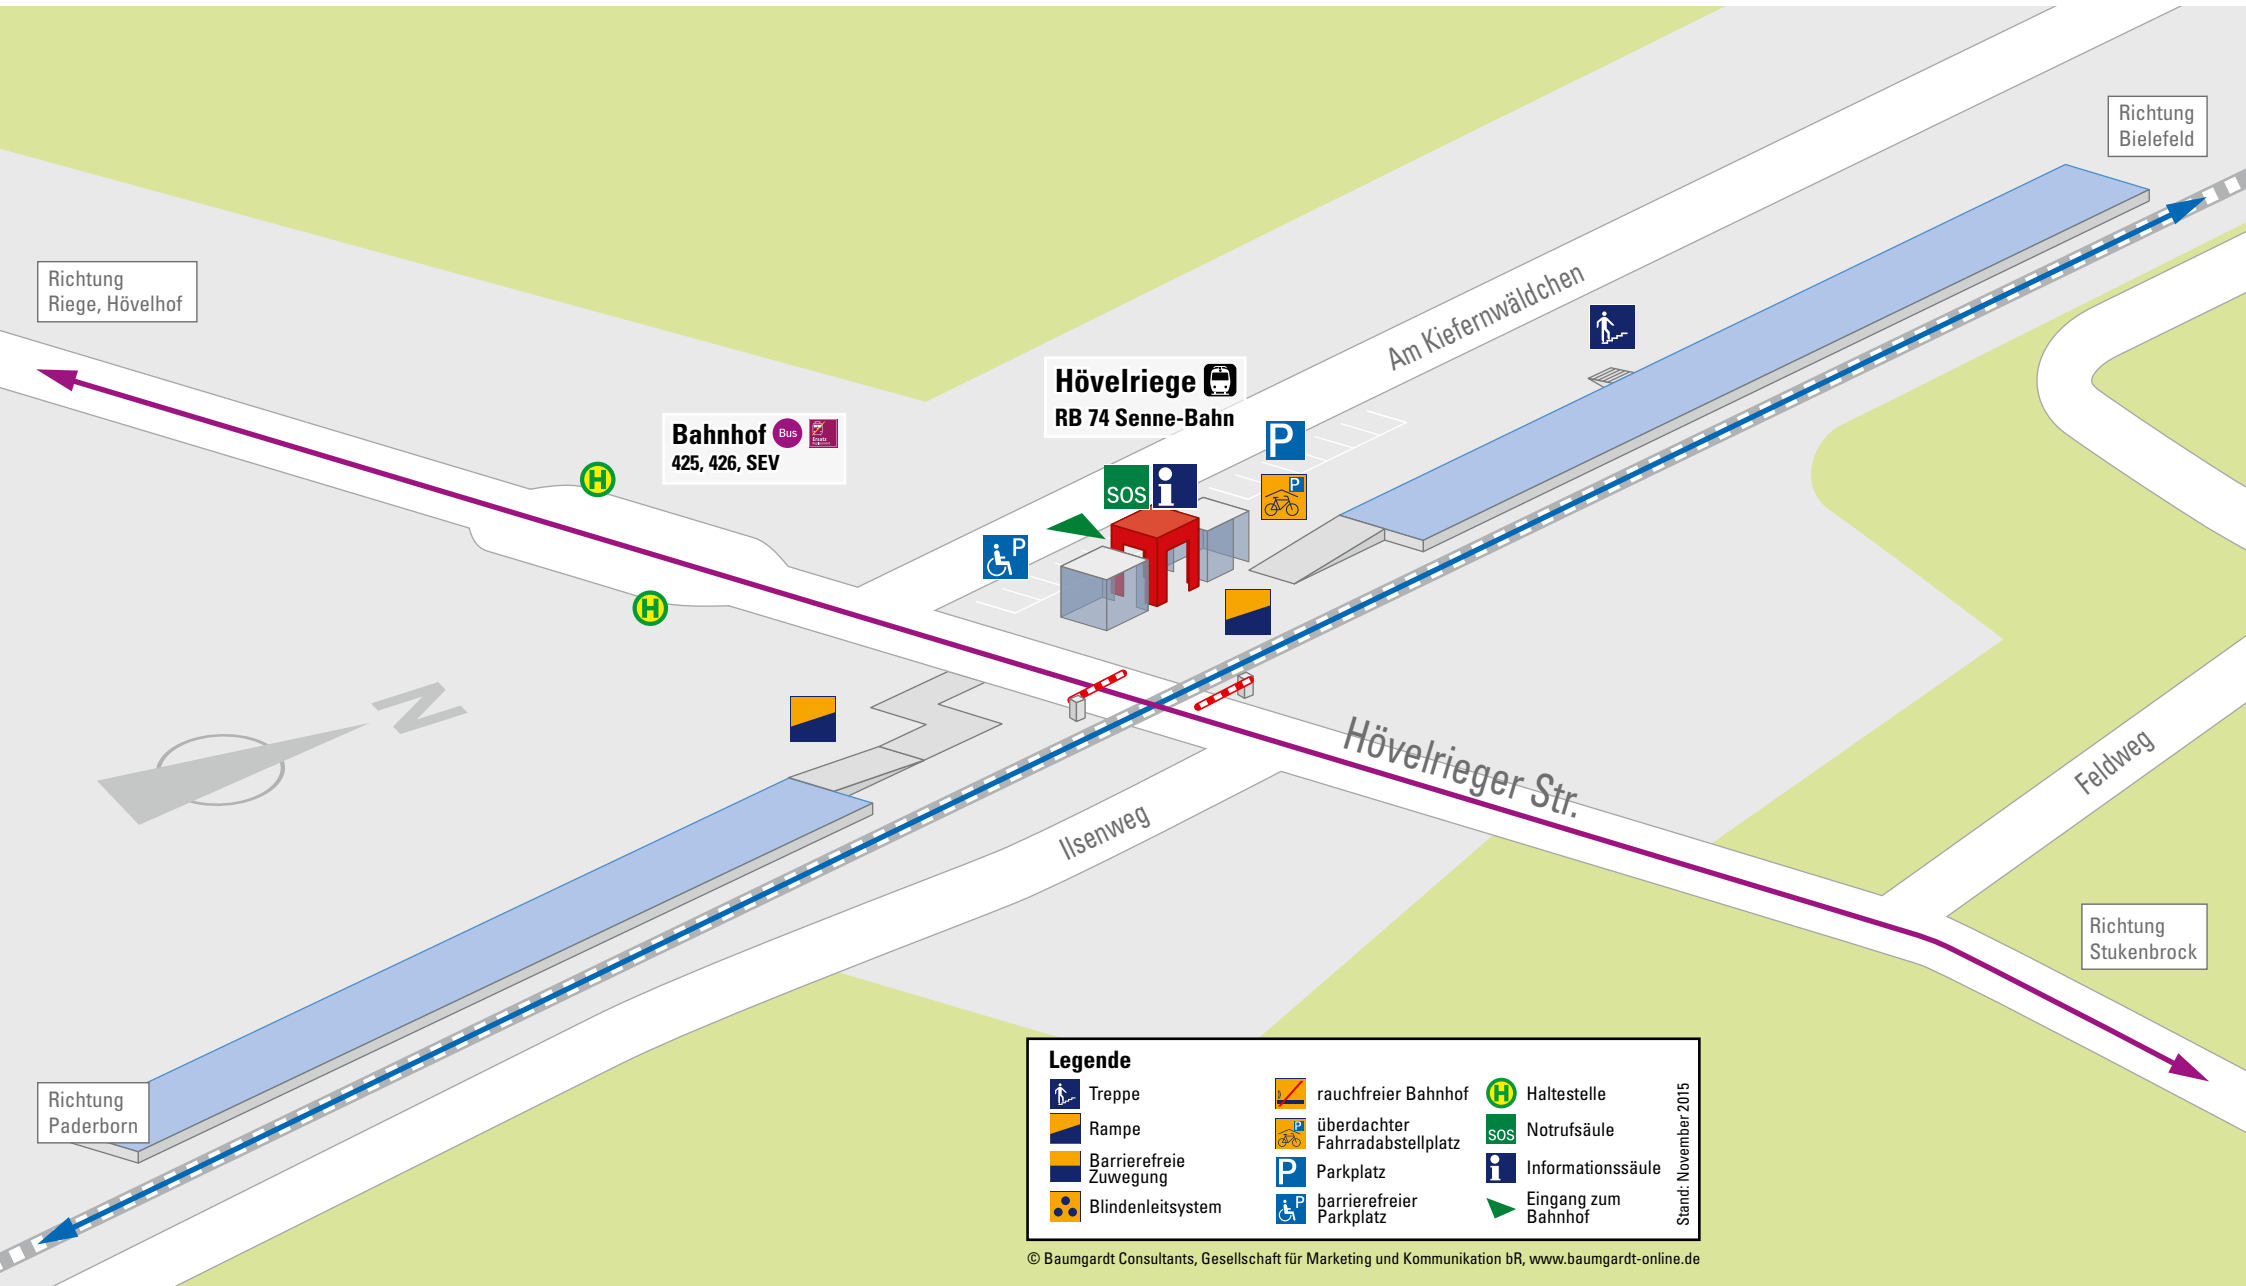 Richtung
Bielefeld
Richtung
Riege, Hövelhof
Am Kiefernwäldchen
Hövelriege
RB 74 Senne-Bahn
Bahnhof Bus
425, 426, SEV
P
H
SOS i
P
P
H
N
Hövelrieger Str.
Feldweg
Ilsenweg
Richtung
Stukenbrock
Richtung
Paderborn
Legende
Treppe
Rampe
Barrierefreie
Zuwegung
Blindenleitsystem
rauchfreier Bahnhof
P überdachter
Fahrradabstellplatz
P Parkplatz
P barrierefreier
Parkplatz
H Haltestelle
SOS Notrufsäule
i Informationssäule
Eingang zum
Bahnhof
Stand: November 2015
© Baumgardt Consultants, Gesellschaft für Marketing und Kommunikation bR, www.baumgardt-online.de